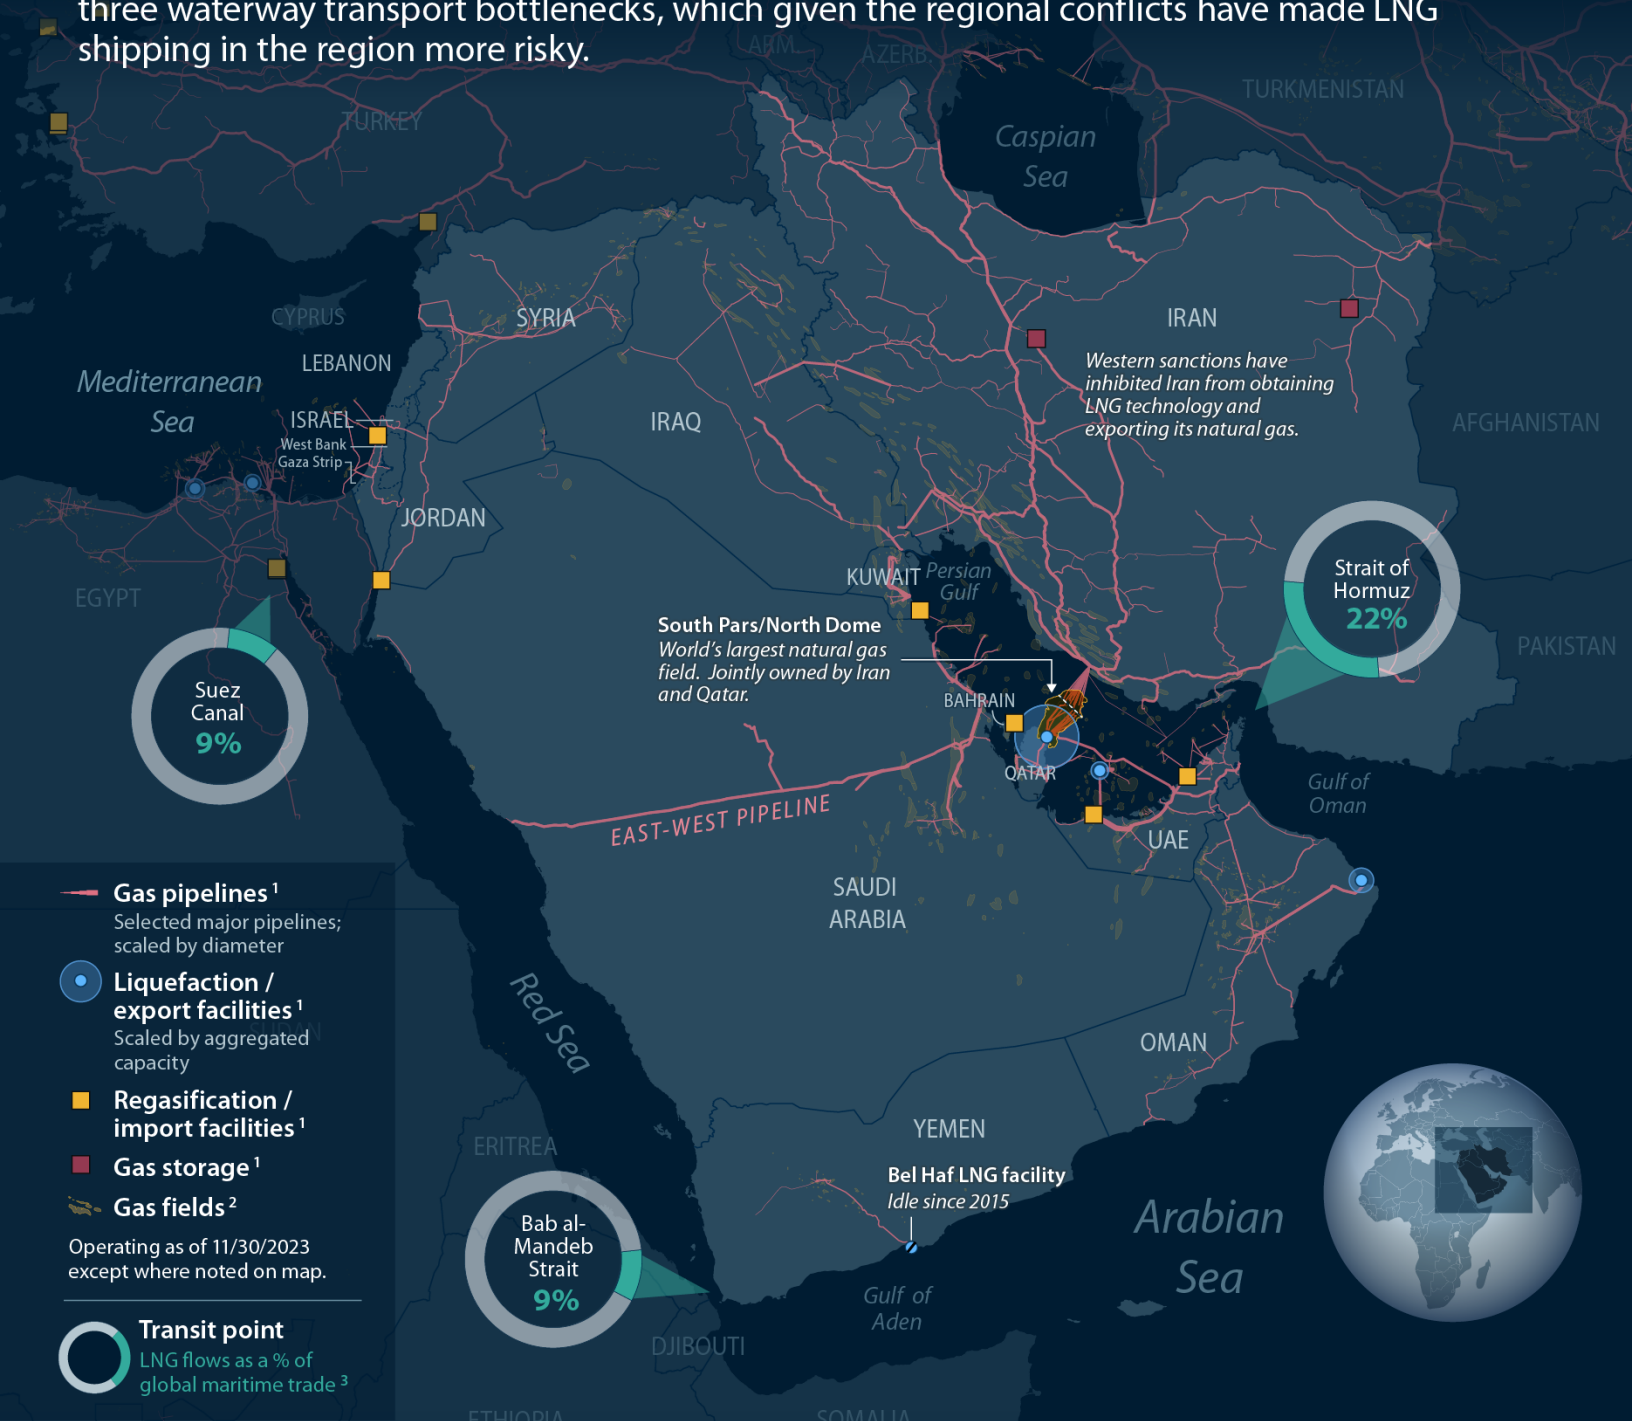 three waterway transport bottlenecks, which given the regional conflicts have made LNG
shipping in the region more risky.
ARM.
AZERB.
TURKMENISTAN
TURKEY
Caspian
Sea
CYPRUS
SYRIA
IRAN
LEBANON
Western sanctions have
inhibited Iran from obtaining
LNG technology and
exporting its natural gas.
Mediterranean
Sea
ISRAEL
West Bank
Gaza Strip
IRAQ
AFGHANISTAN
JORDAN
EGYPT
KUWAIT
Persian
Gulf
Strait of
Hormuz
22%
South Pars/North Dome
World's largest natural gas
field. Jointly owned by Iran
and Qatar.
PAKISTAN
Suez
Canal
9%
BAHRAIN
QATAR
Gulf of
Oman
EAST-WEST PIPELINE
UAE
SAUDI
ARABIA
Gas pipelines 1
Selected major pipelines;
scaled by diameter
Liquefaction /
export facilities 1
Scaled by aggregated
capacity
SUDAN
Regasification /
import facilities 1
Gas storage 1
Gas fields 2
Operating as of 11/30/2023
except where noted on map.
Transit point
LNG flows as a % of
global maritime trade 3
Red Sea
OMAN
YEMEN
ERITREA
Bel Haf LNG facility
Idle since 2015
Bab al-
Mandeb
Strait
9%
Arabian
Sea
Gulf of
Aden
DJIBOUTI
ETHIOPIA
SOMALIA